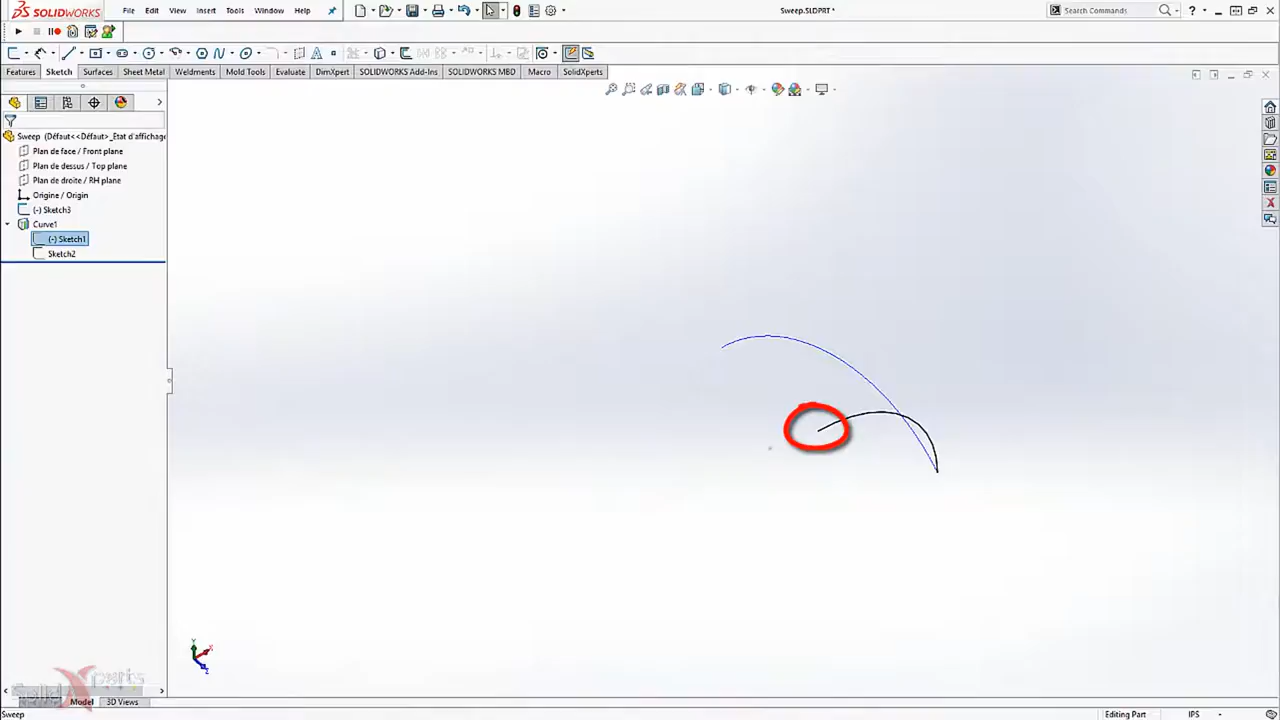 SOLIDWORKS File Edit View Insert Tools Window Help Sweep.SLDPRT * Search Commands ?
Features Sketch Surfaces Sheet Metal Weldments Mold Tools Evaluate DimXpert SOLIDWORKS Add-Ins SOLIDWORKS MBD Macro SolidXperts
Sweep (Défaut<<Défaut>_Etat d'affichage
Plan de face / Front plane
Plan de dessus / Top plane
Plan de droite / RH plane
Origine / Origin
(-) Sketch3
Curve1
(-) Sketch1
Sketch2
Y
X
Z
Solid Xperts
Model 3D Views
Sweep Editing Part IPS